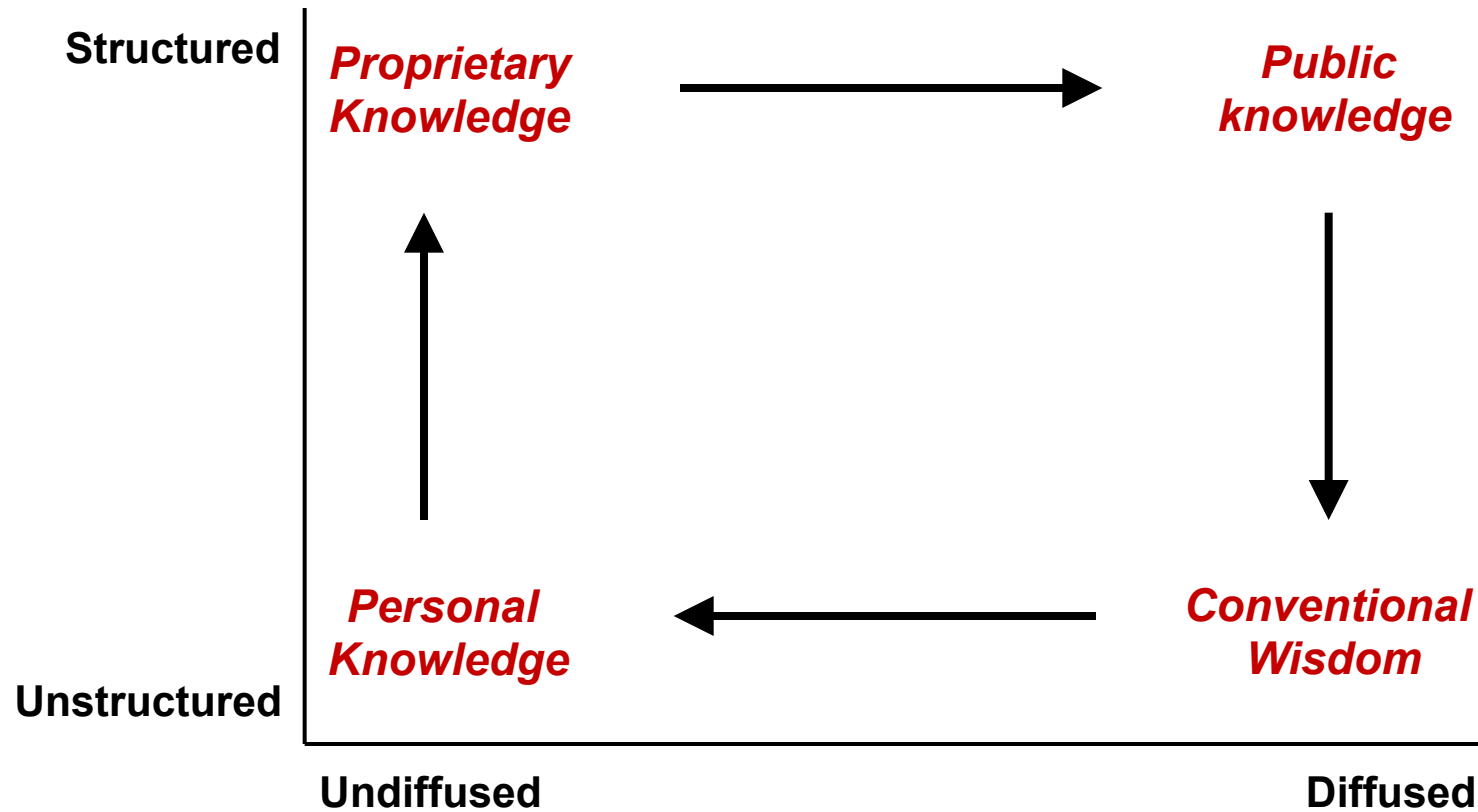 Structured
Proprietary
Knowledge
Public
knowledge
Personal
Knowledge
Conventional
Wisdom
Unstructured
Undiffused
Diffused